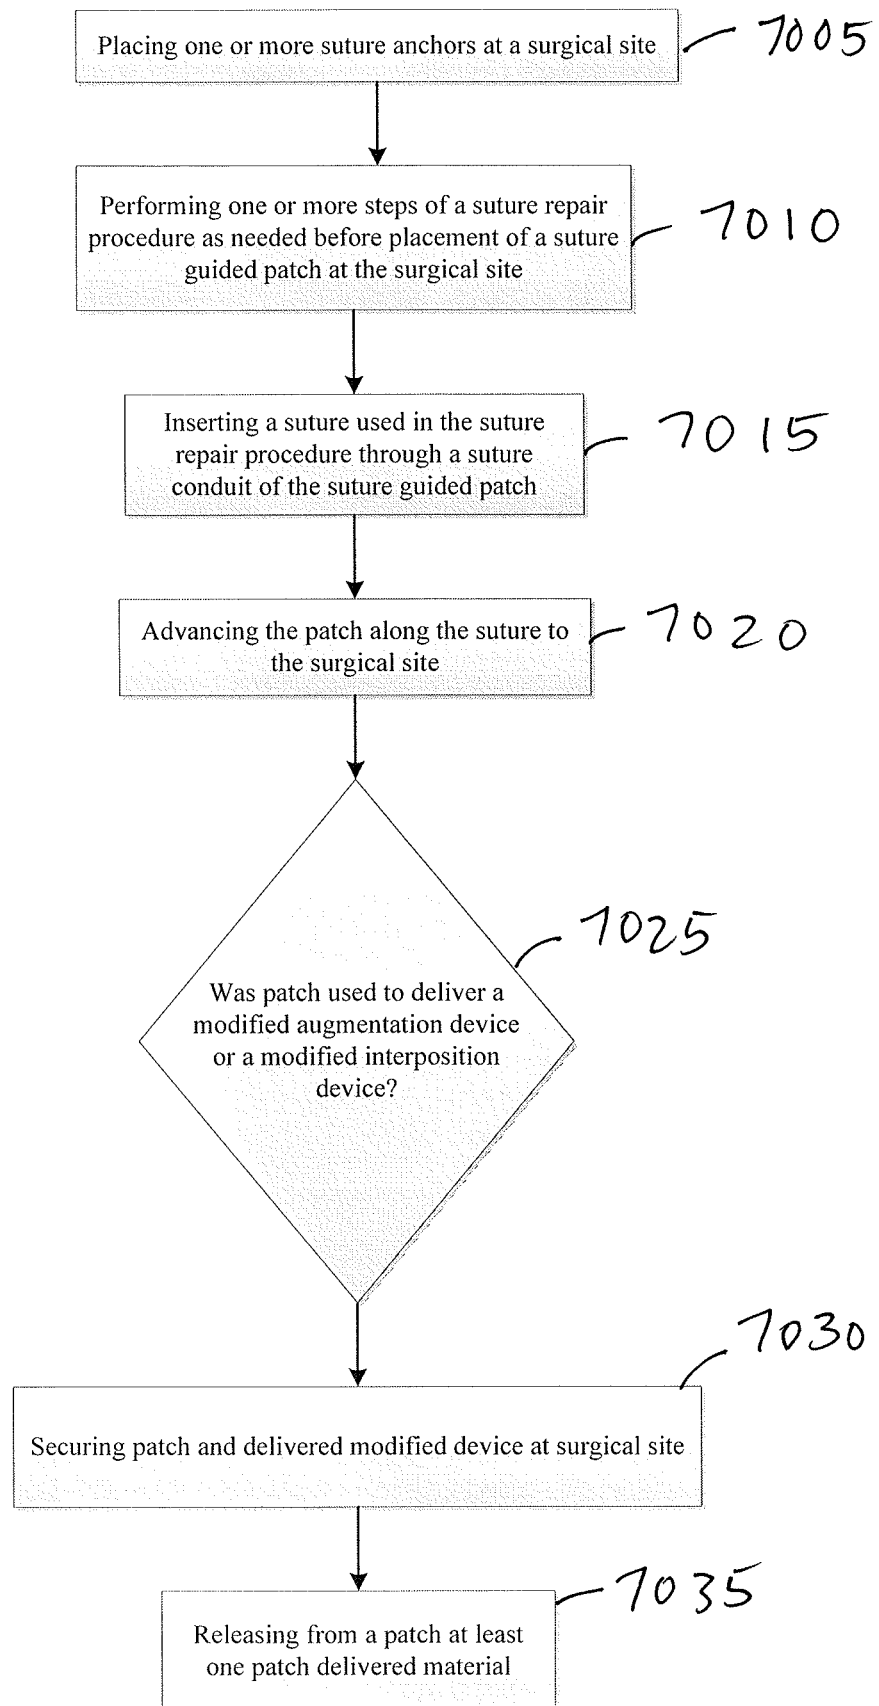 Placing one or more suture anchors at a surgical site
7005
Performing one or more steps of a suture repair
procedure as needed before placement of a suture
guided patch at the surgical site
7010
Inserting a suture used in the suture
repair procedure through a suture
conduit of the suture guided patch
7015
Advancing the patch along the suture to
the surgical site
7020
Was patch used to deliver a
modified augmentation device
or a modified interposition
device?
7025
Securing patch and delivered modified device at surgical site
7030
Releasing from a patch at least
one patch delivered material
7035